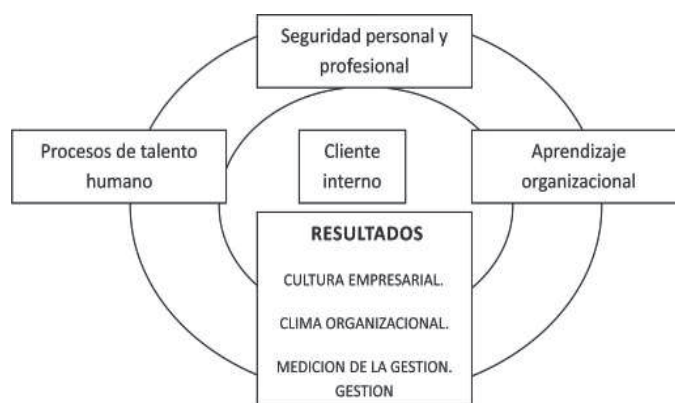 Seguridad personal y
profesional
Procesos de talento
humano
Cliente
interno
Aprendizaje
organizacional
RESULTADOS
CULTURA EMPRESARIAL.
CLIMA ORGANIZACIONAL.
MEDICION DE LA GESTION.
GESTION